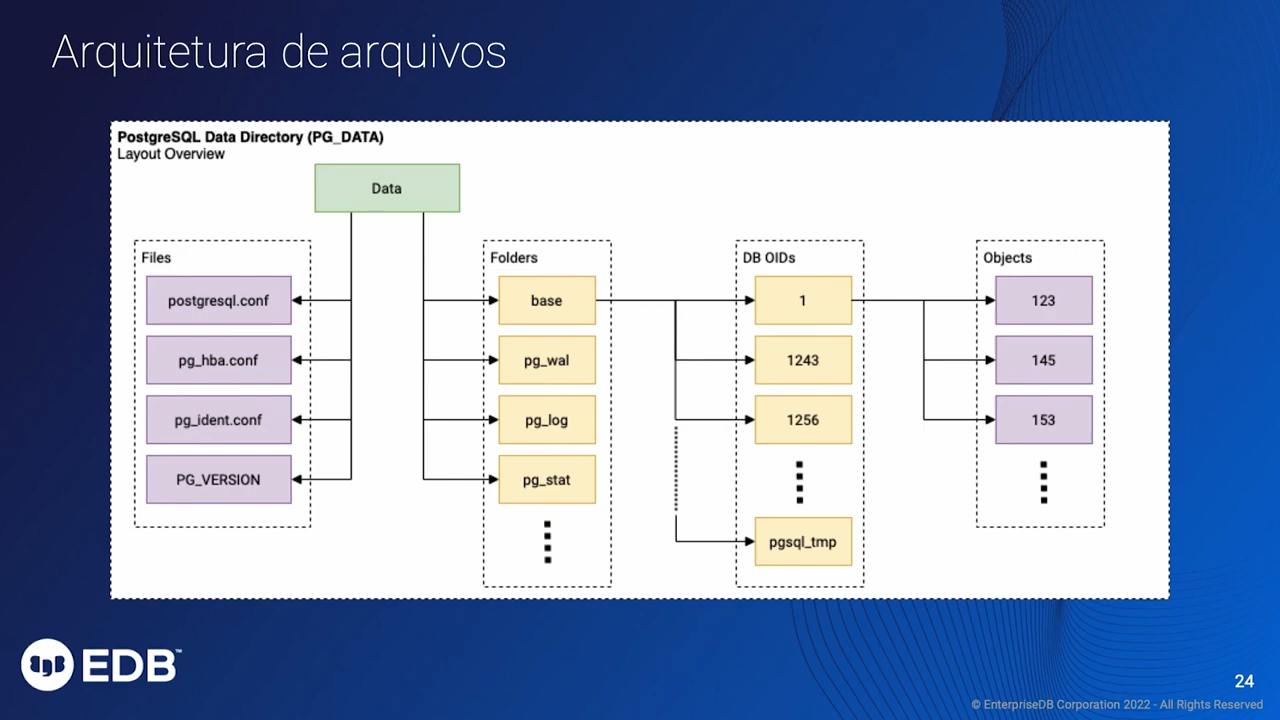 Arquitetura de arquivos
PostgreSQL Data Directory (PG_DATA)
Layout Overview
Data
Files
postgresql.conf
pg_hba.conf
pg_ident.conf
PG_VERSION
Folders
base
pg_wal
pg_log
pg_stat
DB OIDs
1
1243
1256
pgsql_tmp
Objects
123
145
153
EDB™
24
© EnterpriseDB Corporation 2022 - All Rights Reserved